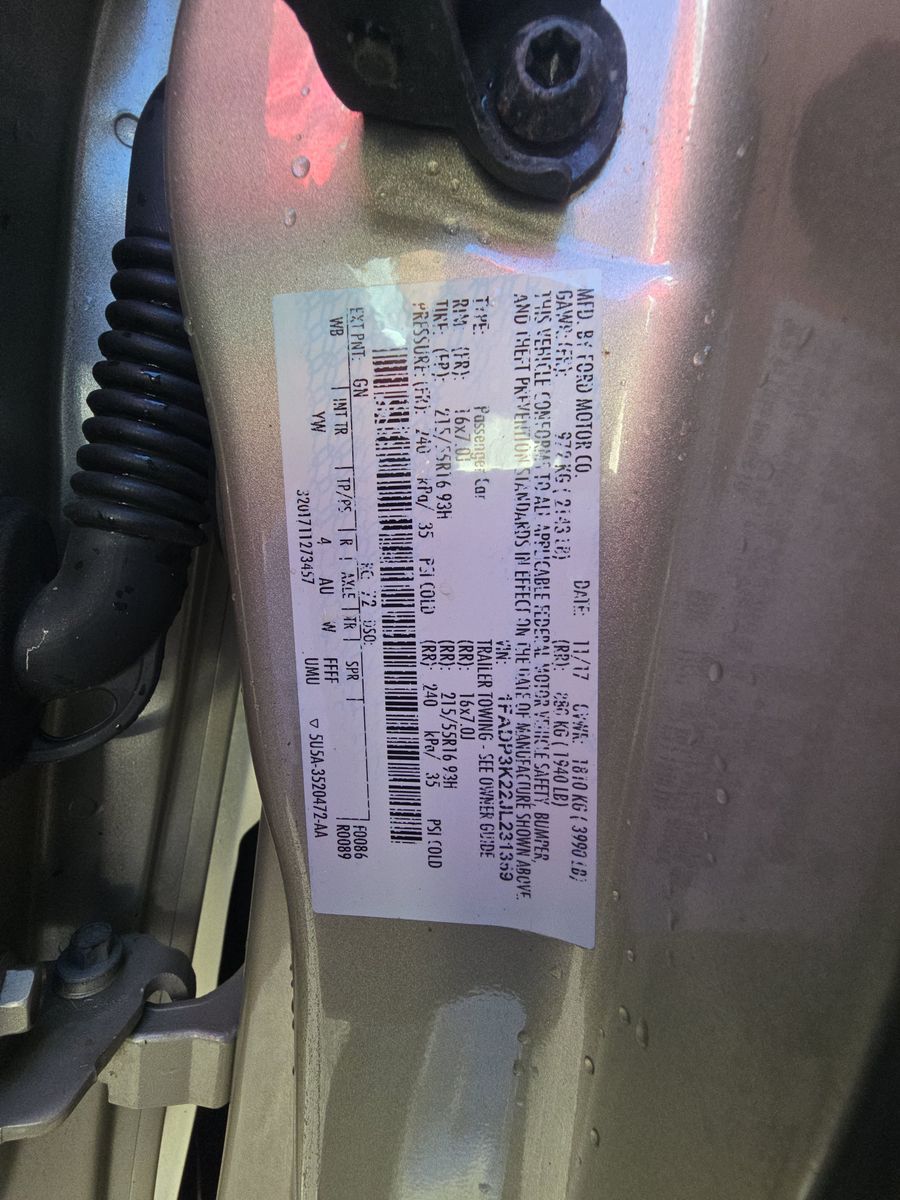 MFD. BY FORD MOTOR CO.
DATE: 11/17 GVWR: 1810 KG ( 3990 LB)
GAWR: (FR): 972 KG ( 2143 LB) (RR): 880 KG ( 1940 LB)
THIS VEHICLE CONFORMS TO ALL APPLICABLE FEDERAL MOTOR VEHICLE SAFETY, BUMPER,
AND THEFT PREVENTION STANDARDS IN EFFECT ON THE DATE OF MANUFACTURE SHOWN ABOVE.
VIN: 1FADP3K22JL231359
TYPE: Passenger Car TRAILER TOWING - SEE OWNER GUIDE
RIM: (FR): 16x7.0J (RR): 16x7.0J
TIRE: (FR): 215/55R16 93H (RR): 215/55R16 93H
PRESSURE: (FR): 240 kPa/ 35 PSI COLD (RR): 240 kPa/ 35 PSI COLD
RC: 72 DSO: F0086
EXT PNT: GN INT TR TP/PS R AXLE TR SPR R0089
WB YW 4 AU W FFFF
UMU
3201711273457 5U5A-3520472-AA